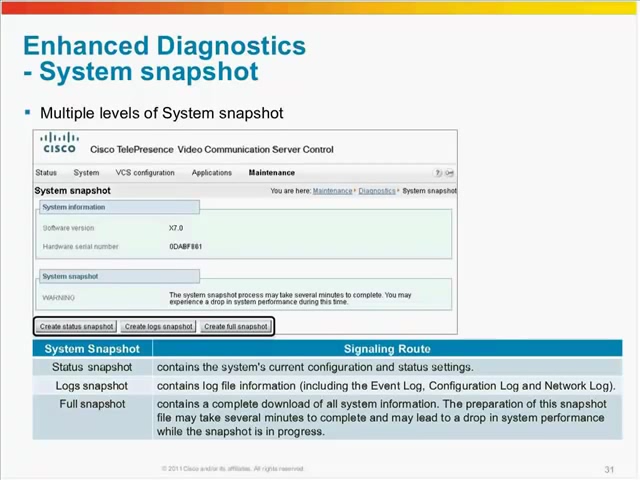 Enhanced Diagnostics
- System snapshot
Multiple levels of System snapshot
CISCO Cisco TelePresence Video Communication Server Control
Status System VCS configuration Applications Maintenance
System snapshot You are here: Maintenance Diagnostics System snapshot
System information
Software version X7.0
Hardware serial number 0DABF861
System snapshot
WARNING The system snapshot process may take several minutes to complete. You may
experience a drop in system performance during this time.
Create status snapshot Create logs snapshot Create full snapshot
System Snapshot Signaling Route
Status snapshot contains the system's current configuration and status settings.
Logs snapshot contains log file information (including the Event Log, Configuration Log and Network Log).
Full snapshot contains a complete download of all system information. The preparation of this snapshot
file may take several minutes to complete and may lead to a drop in system performance
while the snapshot is in progress.
© 2011 Cisco and/or its affiliates. All rights reserved.
31